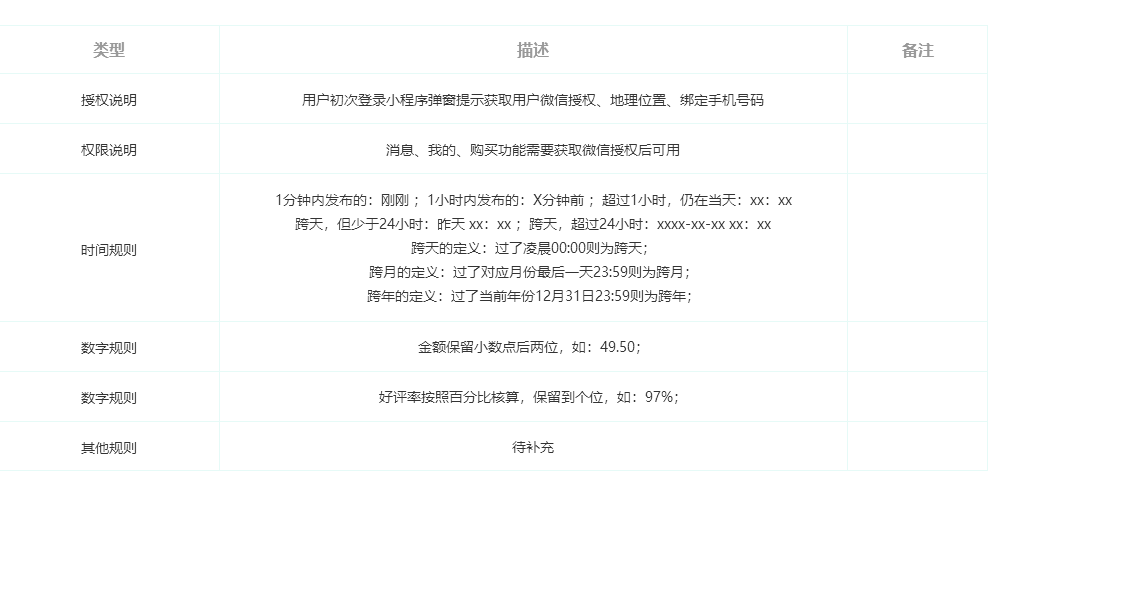 类型 描述 备注
授权说明 用户初次登录小程序弹窗提示获取用户微信授权、地理位置、绑定手机号码
权限说明 消息、我的、购买功能需要获取微信授权后可用
时间规则
1分钟内发布的：刚刚 ；1小时内发布的：X分钟前 ；超过1小时，仍在当天：xx：xx
跨天，但少于24小时：昨天 xx：xx ；跨天，超过24小时：xxxx-xx-xx xx：xx
跨天的定义：过了凌晨00:00则为跨天；
跨月的定义：过了对应月份最后一天23:59则为跨月；
跨年的定义：过了当前年份12月31日23:59则为跨年；
数字规则 金额保留小数点后两位，如：49.50；
数字规则 好评率按照百分比核算，保留到个位，如：97%；
其他规则 待补充